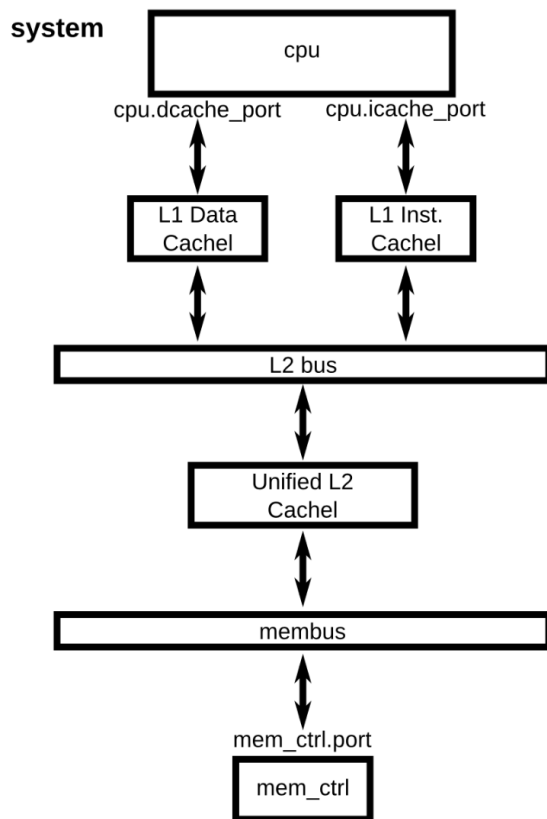 system
cpu
cpu.dcache_port
cpu.icache_port
L1 Data
Cachel
L1 Inst.
Cachel
L2 bus
Unified L2
Cachel
membus
mem_ctrl.port
mem_ctrl